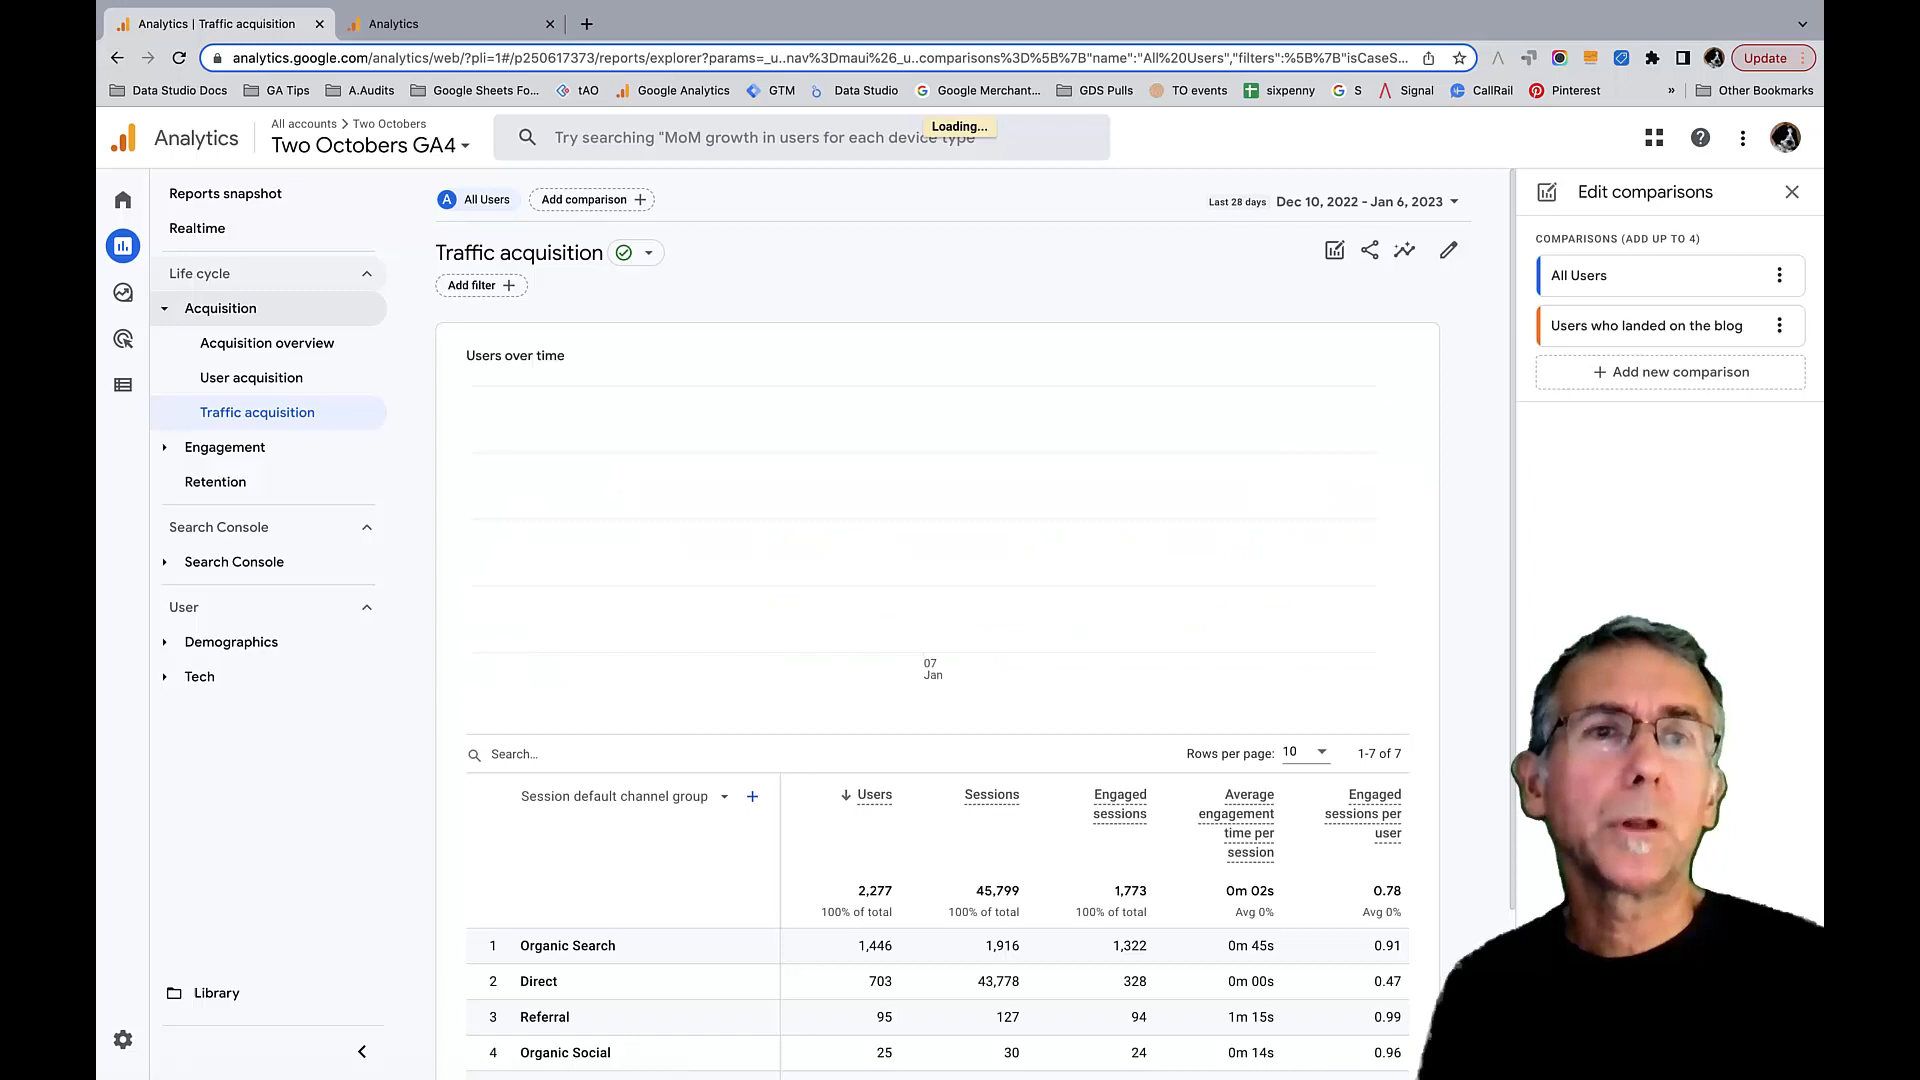 Analytics | Traffic acquisition
Analytics
analytics.google.com/analytics/web/?pli=1#/p250617373/reports/explorer?params=_u..nav%3Dmaui%26_u..comparisons%3D%5B%7B"name":"All%20Users","filters":%5B%7B"isCaseS...
Update
Data Studio Docs
GA Tips
A.Audits
Google Sheets Fo...
tAO
Google Analytics
GTM
Data Studio
Google Merchant...
GDS Pulls
TO events
sixpenny
S
Signal
CallRail
Pinterest
»
Other Bookmarks
Analytics
All accounts > Two Octobers
Two Octobers GA4
Try searching "MoM growth in users for each device type
Loading...
Reports snapshot
Realtime
Life cycle
Acquisition
Acquisition overview
User acquisition
Traffic acquisition
Engagement
Retention
Search Console
Search Console
User
Demographics
Tech
Library
A All Users
Add comparison +
Last 28 days Dec 10, 2022 - Jan 6, 2023
Traffic acquisition
Add filter +
Users over time
07
Jan
Search...
Rows per page: 10 1-7 of 7
Session default channel group
Users
Sessions
Engaged
sessions
Average
engagement
time per
session
Engaged
sessions per
user
2,277 45,799 1,773 0m 02s 0.78
100% of total 100% of total 100% of total Avg 0% Avg 0%
1 Organic Search 1,446 1,916 1,322 0m 45s 0.91
2 Direct 703 43,778 328 0m 00s 0.47
3 Referral 95 127 94 1m 15s 0.99
4 Organic Social 25 30 24 0m 14s 0.96
Edit comparisons
COMPARISONS (ADD UP TO 4)
All Users
Users who landed on the blog
+ Add new comparison